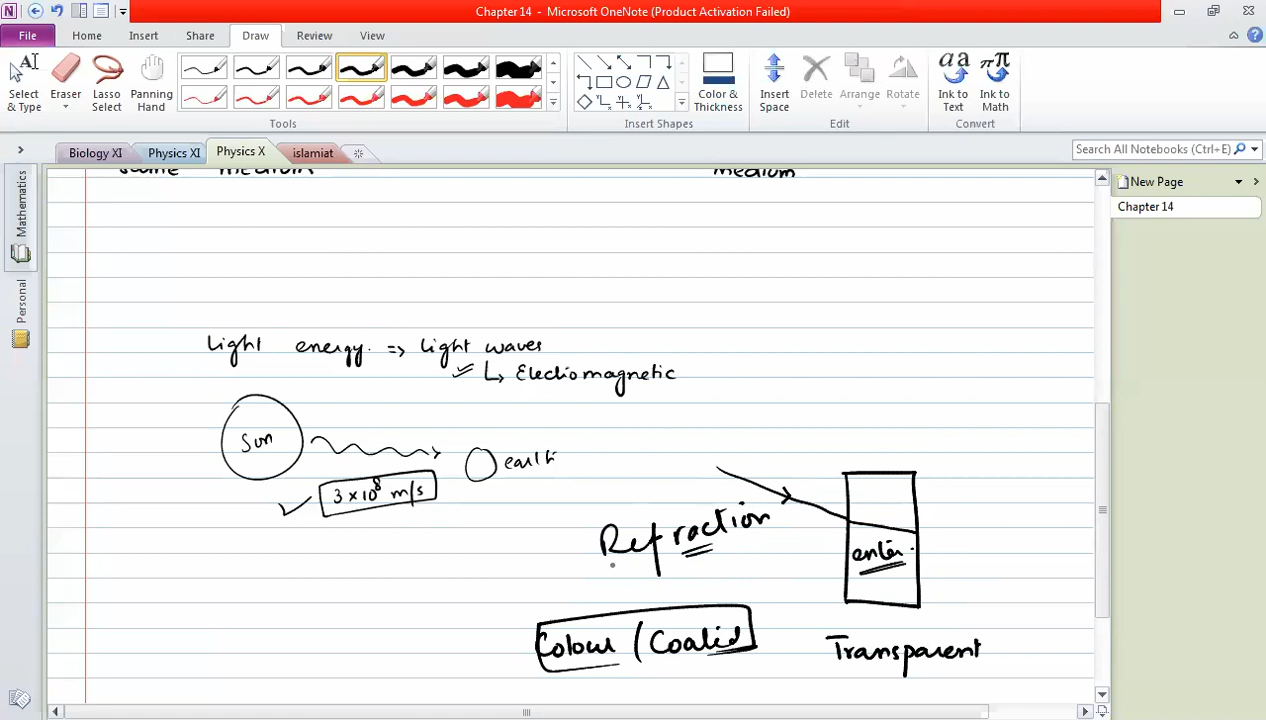 Chapter 14 - Microsoft OneNote (Product Activation Failed)
File Home Insert Share Draw Review View
Select & Type
Eraser
Lasso Select
Panning Hand
Color & Thickness
Insert Space
Delete
Arrange
Rotate
Ink to Text
Ink to Math
Tools
Insert Shapes
Edit
Convert
Biology XI Physics XI Physics X islamiat
Search All Notebooks (Ctrl+E)
Mathematics
Personal
New Page
Chapter 14
same medium
medium
Light energy. => Light waves
↳ Electromagnetic
Sun
earth
3 × 10⁸ m/s
Refraction
enter
Colour (
Transparent